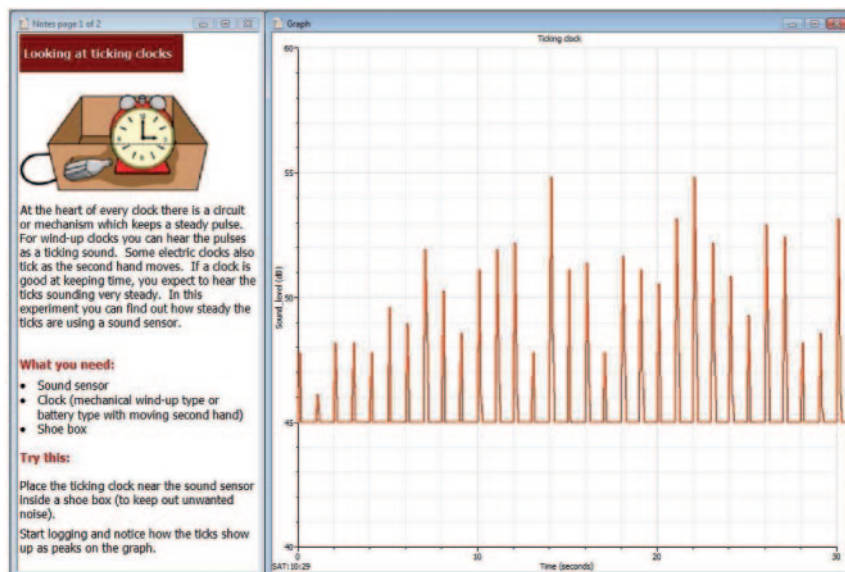 Notes page 1 of 2
Looking at ticking clocks
At the heart of every clock there is a circuit
or mechanism which keeps a steady pulse.
For wind-up clocks you can hear the pulses
as a ticking sound. Some electric clocks also
tick as the second hand moves. If a clock is
good at keeping time, you expect to hear the
ticks sounding very steady. In this
experiment you can find out how steady the
ticks are using a sound sensor.
What you need:
• Sound sensor
• Clock (mechanical wind-up type or
battery type with moving second hand)
• Shoe box
Try this:
Place the ticking clock near the sound sensor
inside a shoe box (to keep out unwanted
noise).
Start logging and notice how the ticks show
up as peaks on the graph.
Graph
Ticking clock
60
55
50
45
40
Sound level (dB)
0
10
20
30
SAT:10:29
Time (seconds)